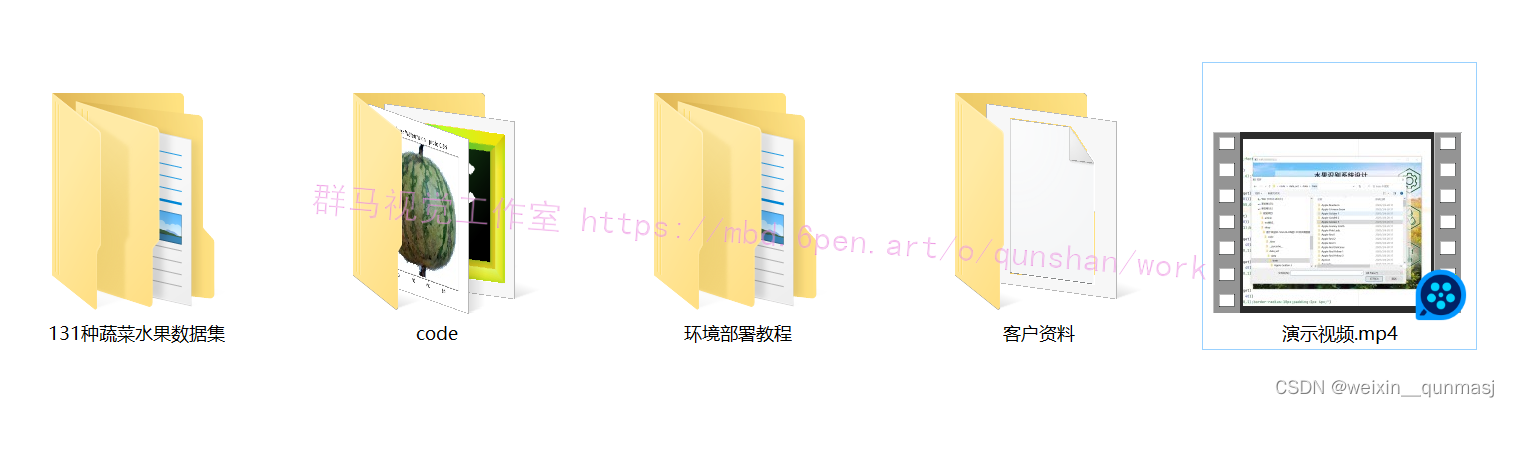 水果识别系统设计
群马视觉工作室 https://mbd.6pen.art/o/qunshan/work
131种蔬菜水果数据集
code
环境部署教程
客户资料
演示视频.mp4
CSDN @weixin__qunmasj